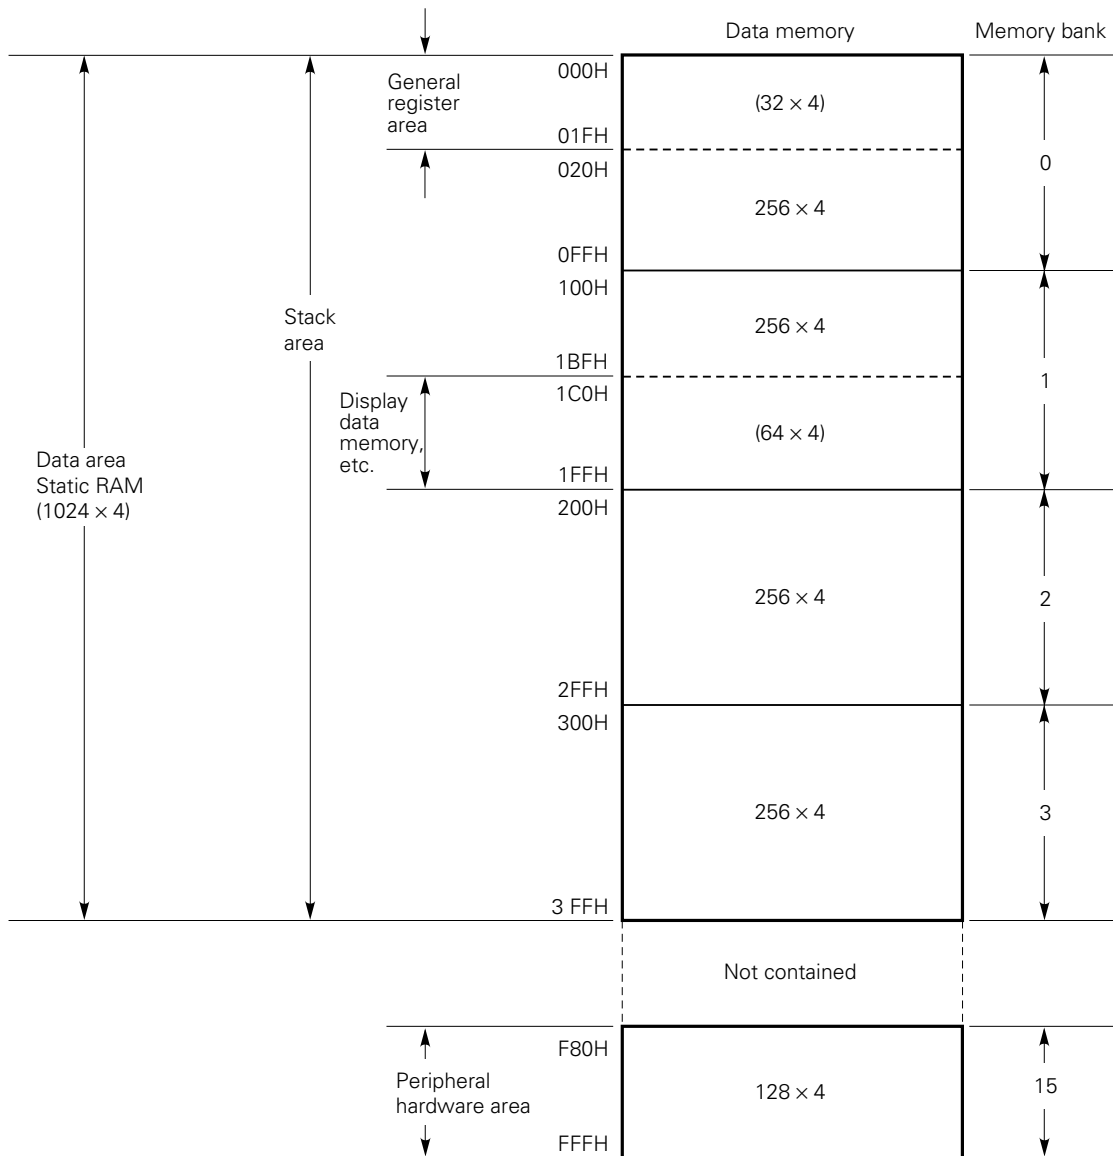 Data memory
Memory bank
000H
General
register
area
(32 × 4)
01FH
020H
0
256 × 4
0FFH
100H
Stack
area
256 × 4
1BFH
1C0H
1
Display
data
memory,
etc.
(64 × 4)
Data area
Static RAM
(1024 × 4)
1FFH
200H
256 × 4
2
2FFH
300H
256 × 4
3
3 FFH
Not contained
F80H
Peripheral
hardware area
128 × 4
15
FFFH